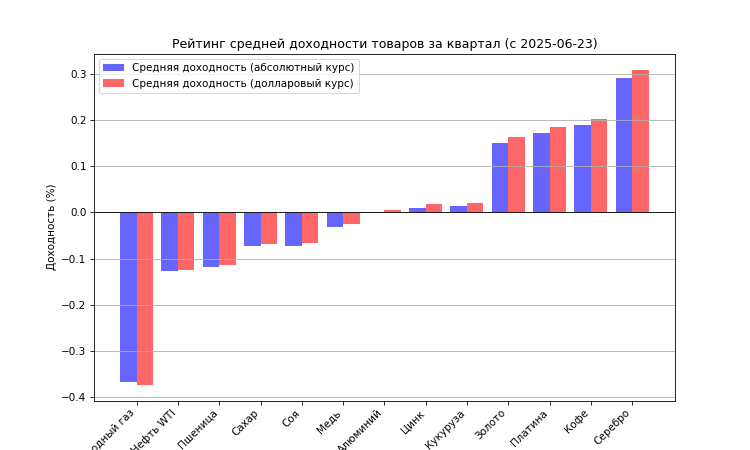 Рейтинг средней доходности товаров за квартал (с 2025-06-23)
Средняя доходность (абсолютный курс)
Средняя доходность (долларовый курс)
Доходность (%)
0.3
0.2
0.1
0.0
−0.1
−0.2
−0.3
−0.4
газ
Нефть WTI
Пшеница
Сахар
Соя
Медь
Алюминий
Цинк
Кукуруза
Золото
Платина
Кофе
Серебро